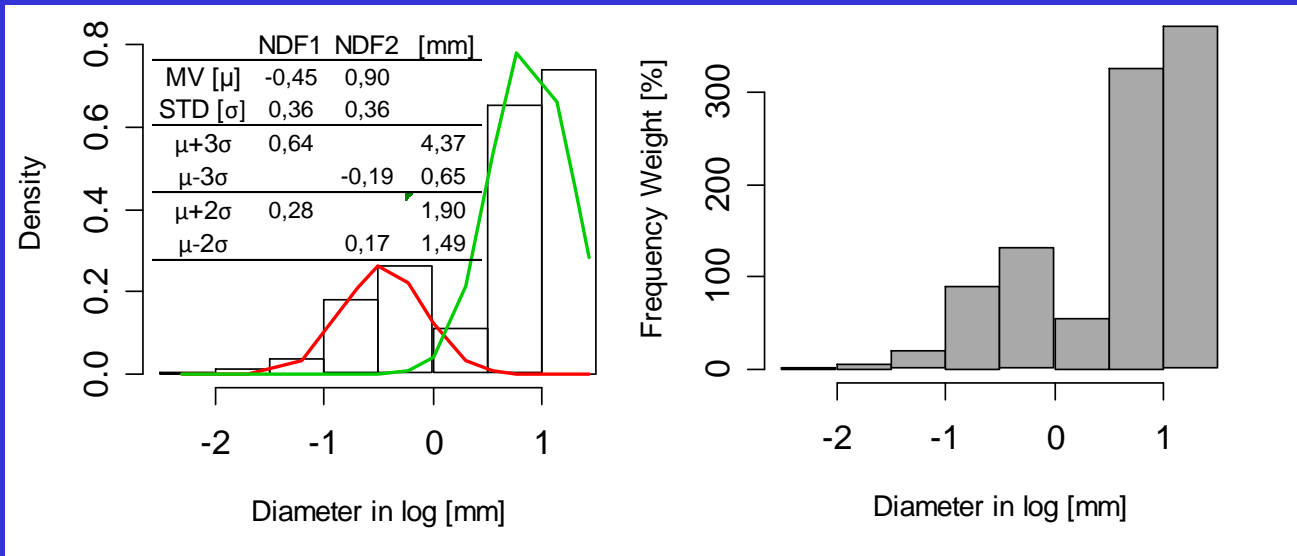 NDF1 NDF2 [mm]
MV [μ] -0,45 0,90
STD [σ] 0,36 0,36
μ+3σ 0,64 4,37
μ-3σ -0,19 0,65
μ+2σ 0,28 1,90
μ-2σ 0,17 1,49
Density
0.8
0.6
0.4
0.2
0.0
-2 -1 0 1
Diameter in log [mm]
Frequency Weight [%]
300
200
100
0
-2 -1 0 1
Diameter in log [mm]